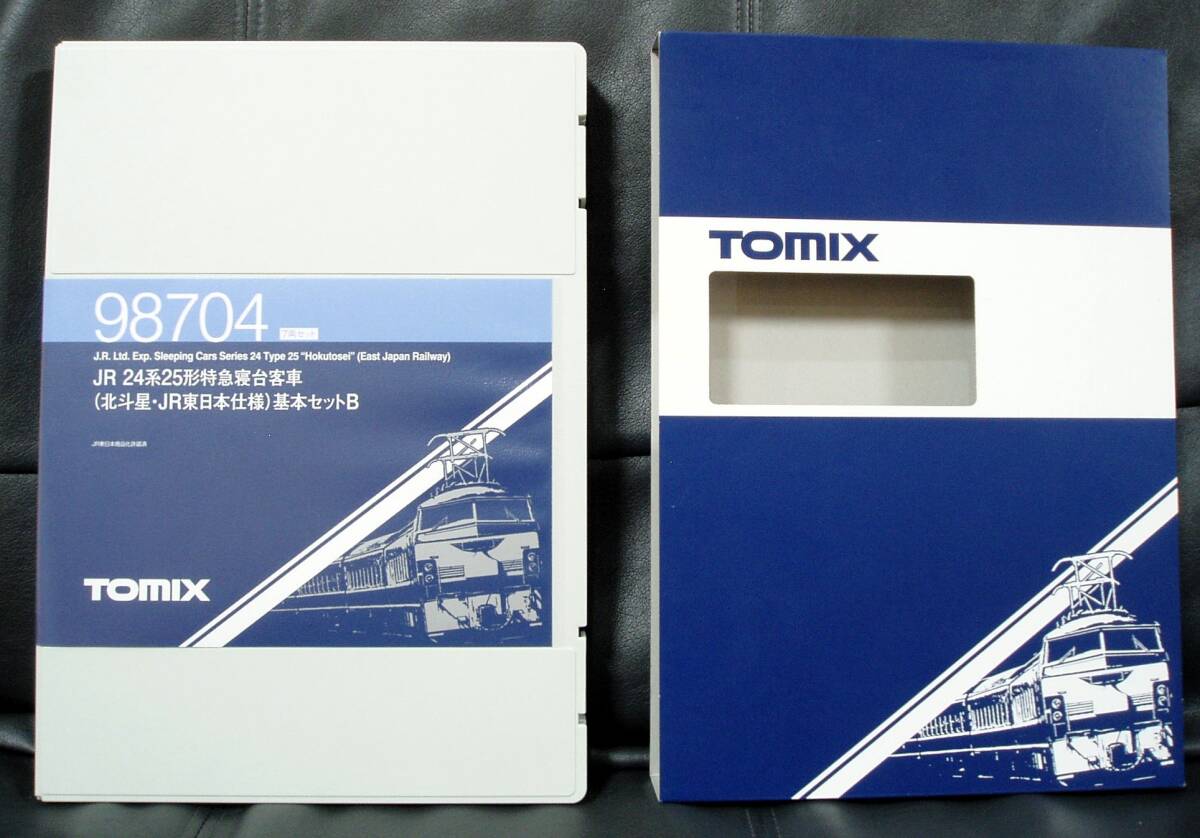 98704 7両セット
J.R. Ltd. Exp. Sleeping Cars Series 24 Type 25 "Hokutosei" (East Japan Railway)
JR 24系25形特急寝台客車
(北斗星・JR東日本仕様)基本セットB
JR東日本商品化許諾済
TOMIX
TOMIX